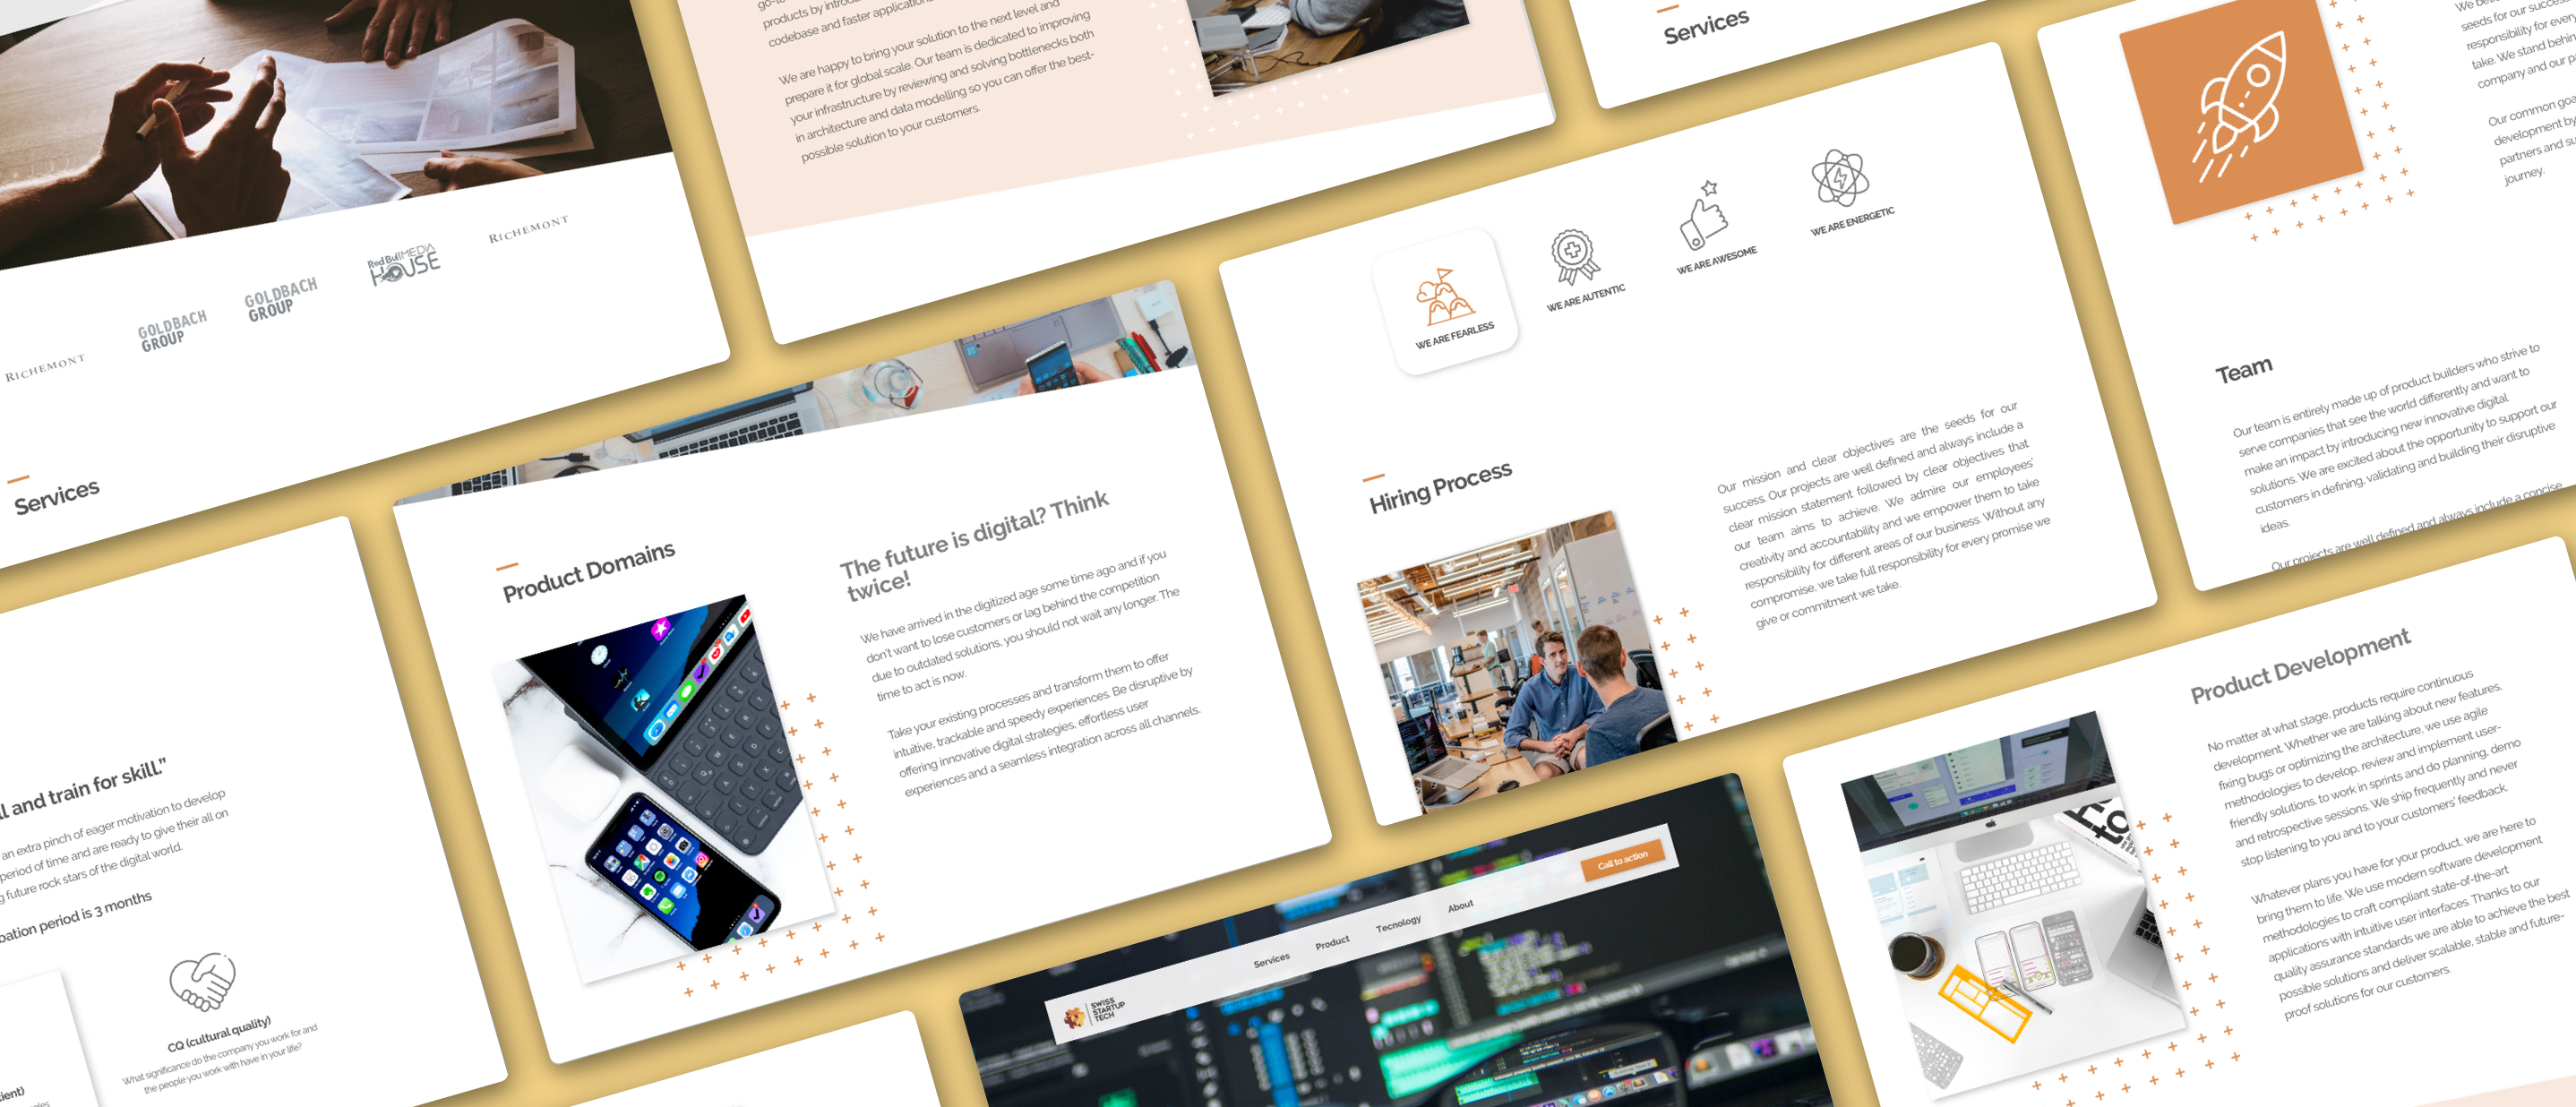 RICHEMONT
GOLDBACH
GROUP
GOLDBACH
GROUP
Red Bull MEDIA
HOUSE
RICHEMONT
Services
products by
codebase and faster
We are happy to bring your solution to the next level and
prepare it for global scale. Our team is dedicated to improving
your infrastructure by reviewing and solving bottlenecks both
in architecture and data modelling so you can offer the best-
possible solution to your customers.
Services
seeds for our
responsibility for every
take. We stand behind
company and our
Our common
development by
partners and
journey.
Team
Our team is entirely made up of product builders who strive to
serve companies that see the world differently and want to
make an impact by introducing new innovative digital
solutions. We are excited about the opportunity to support our
customers in defining, validating and building their disruptive
ideas.
Our projects are well defined and always include a concise
WE ARE FEARLESS
WE ARE AUTENTIC
WE ARE AWESOME
WE ARE ENERGETIC
Hiring Process
Our mission and clear objectives are the seeds for our
success. Our projects are well defined and always include a
clear mission statement followed by clear objectives that
our team aims to achieve. We admire our employees'
creativity and accountability and we empower them to take
responsibility for different areas of our business. Without any
compromise, we take full responsibility for every promise we
give or commitment we take.
Product Domains
The future is digital? Think
twice!
We have arrived in the digitized age some time ago and if you
don't want to lose customers or lag behind the competition
due to outdated solutions, you should not wait any longer. The
time to act is now.
Take your existing processes and transform them to offer
intuitive, trackable and speedy experiences. Be disruptive by
offering innovative digital strategies, effortless user
experiences and a seamless integration across all channels.
and train for skill."
an extra pinch of eager motivation to develop
period of time and are ready to give their all on
future rock stars of the digital world.
period is 3 months
CQ (cultural quality)
What significance do the company you work for and
the people you work with have in your life?
SWISS
STARTUP
TECH
Services
Product
Tecnology
About
Call to action
Product Development
No matter at what stage, products require continuous
development. Whether we are talking about new features,
fixing bugs or optimizing the architecture, we use agile
methodologies to develop, review and implement user-
friendly solutions, to work in sprints and do planning, demo
and retrospective sessions. We ship frequently and never
stop listening to you and to your customers' feedback.
Whatever plans you have for your product, we are here to
bring them to life. We use modern software development
methodologies to craft compliant state-of-the-art
applications with intuitive user interfaces. Thanks to our
quality assurance standards we are able to achieve the best
possible solutions and deliver scalable, stable and future-
proof solutions for our customers.